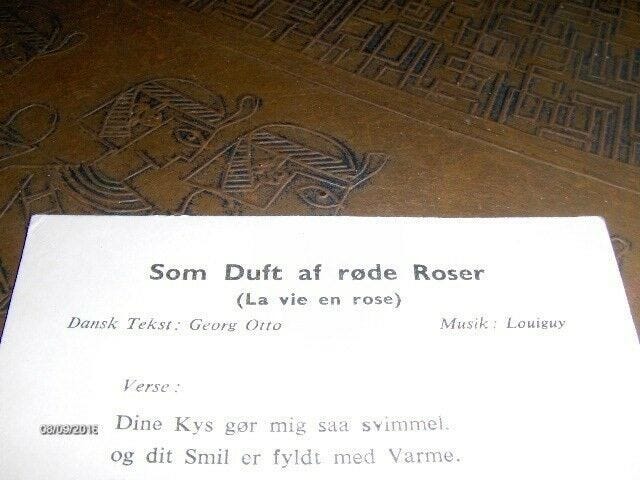 Som Duft af røde Roser
(La vie en rose)
Dansk Tekst: Georg Otto
Musik: Louiguy
Verse:
Dine Kys gør mig saa svimmel.
08/09/2016
og dit Smil er fyldt med Varme.